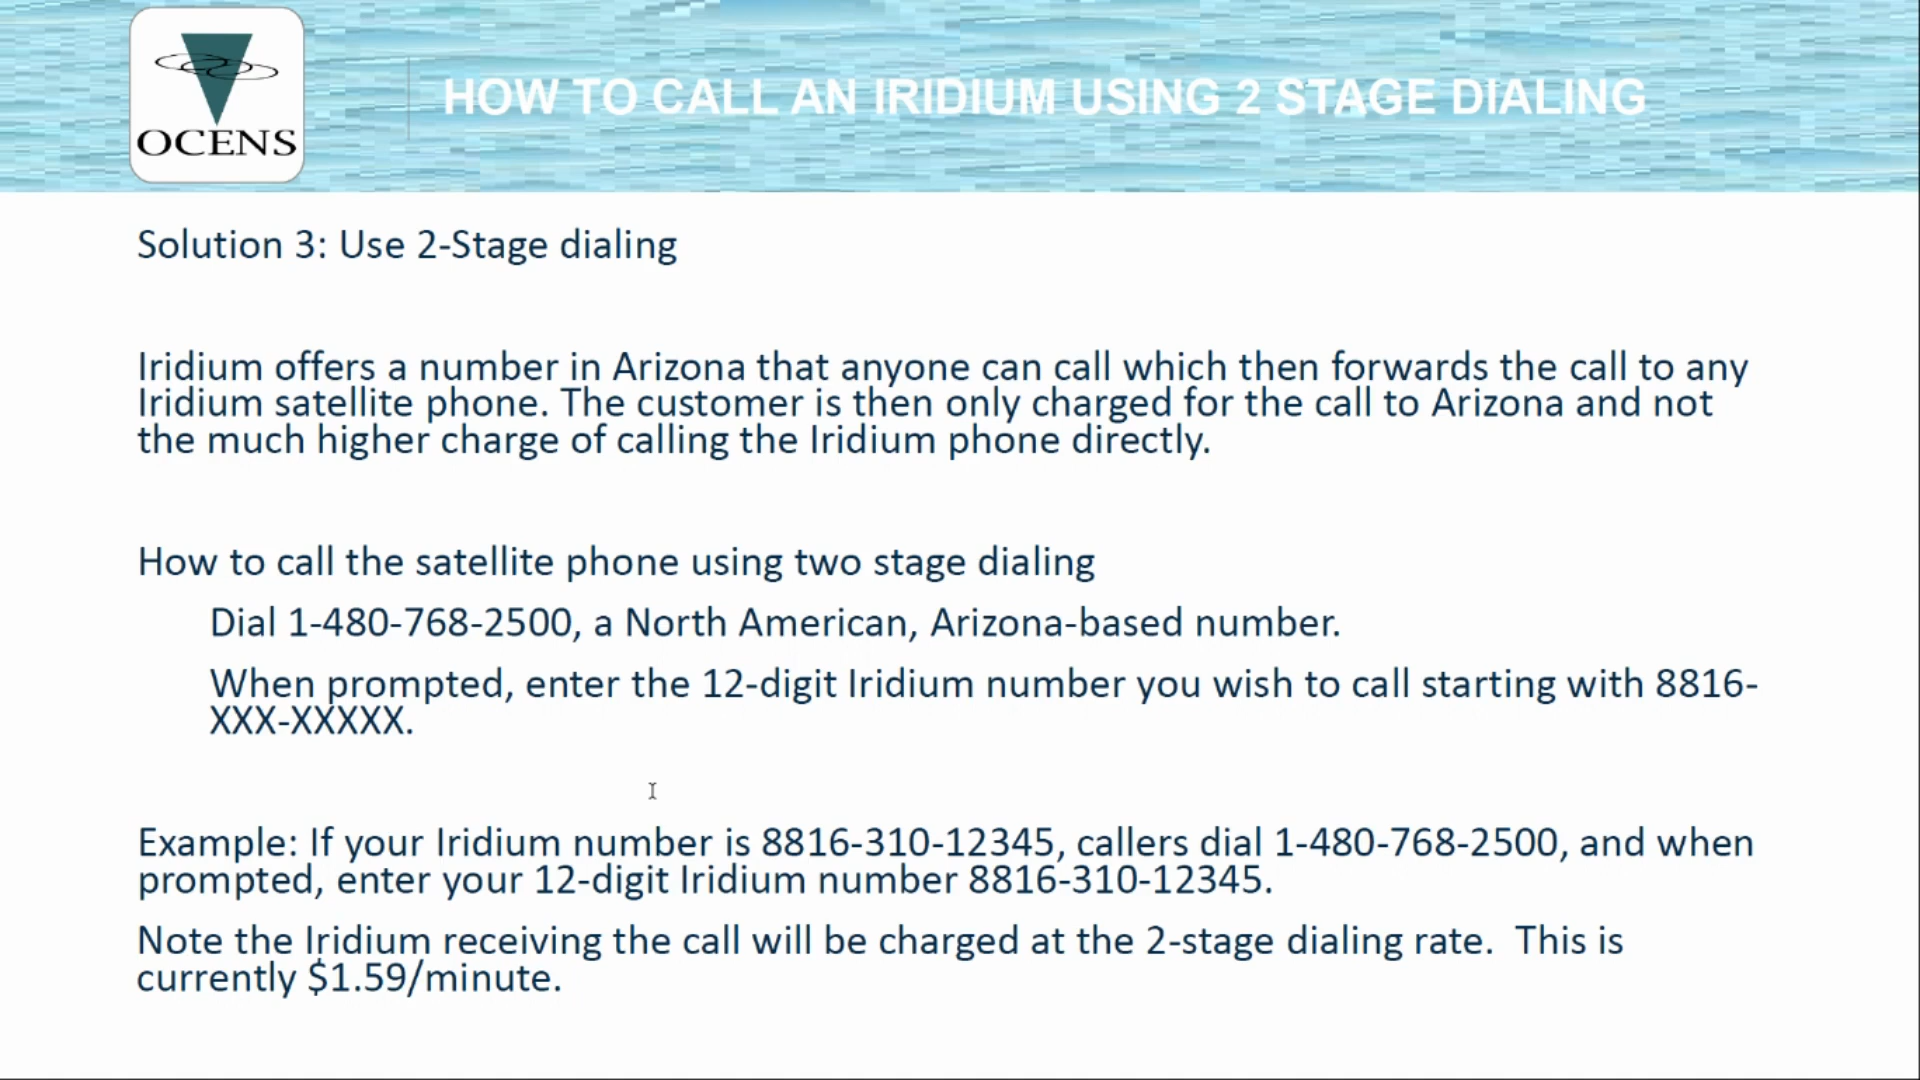 OCENS
HOW TO CALL AN IRIDIUM USING 2 STAGE DIALING
Solution 3: Use 2-Stage dialing
Iridium offers a number in Arizona that anyone can call which then forwards the call to any
Iridium satellite phone. The customer is then only charged for the call to Arizona and not
the much higher charge of calling the Iridium phone directly.
How to call the satellite phone using two stage dialing
Dial 1-480-768-2500, a North American, Arizona-based number.
When prompted, enter the 12-digit Iridium number you wish to call starting with 8816-
XXX-XXXXX.
Example: If your Iridium number is 8816-310-12345, callers dial 1-480-768-2500, and when
prompted, enter your 12-digit Iridium number 8816-310-12345.
Note the Iridium receiving the call will be charged at the 2-stage dialing rate.  This is
currently $1.59/minute.